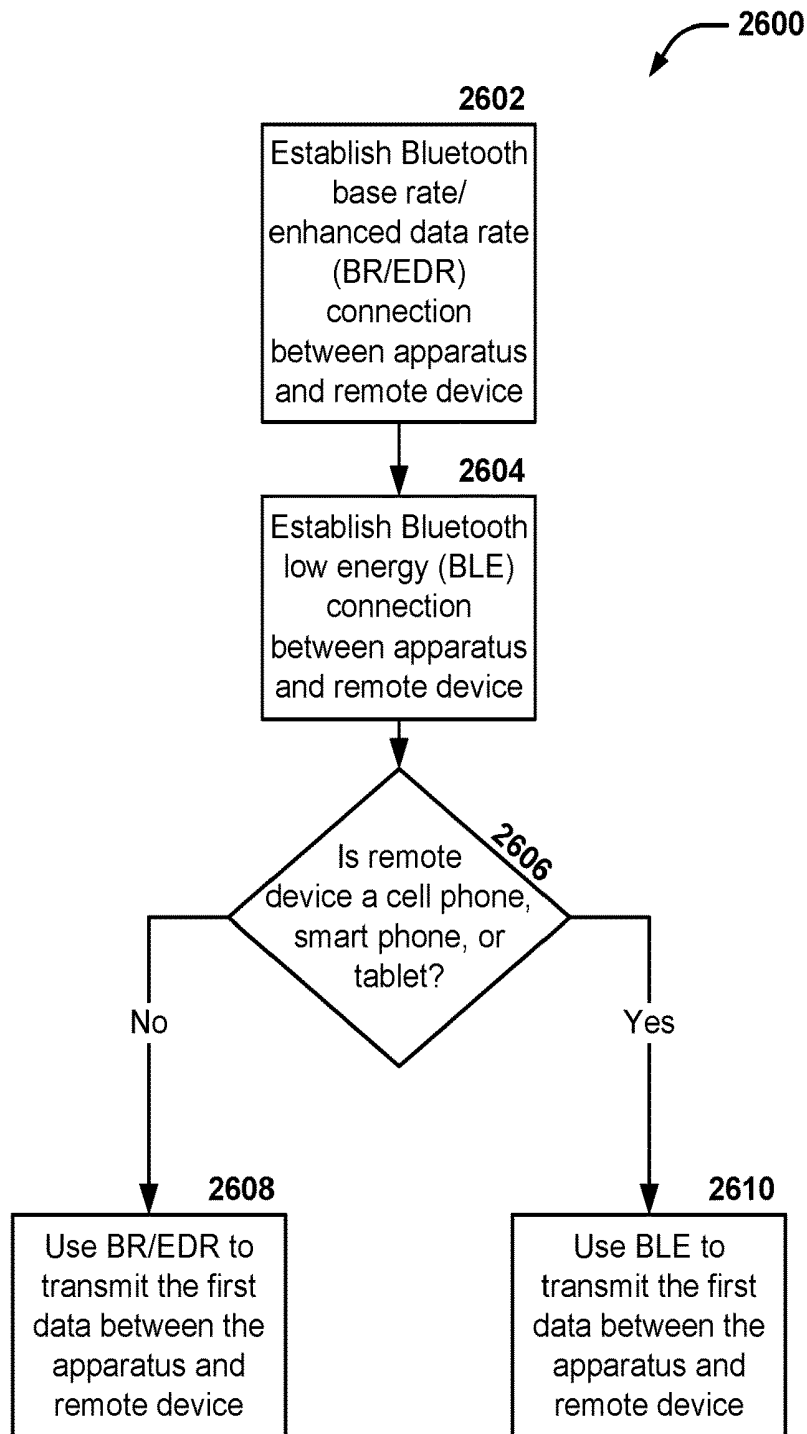 2600
2602
Establish Bluetooth
base rate/
enhanced data rate
(BR/EDR)
connection
between apparatus
and remote device
2604
Establish Bluetooth
low energy (BLE)
connection
between apparatus
and remote device
2606
Is remote
device a cell phone,
smart phone, or
tablet?
No
Yes
2608
Use BR/EDR to
transmit the first
data between the
apparatus and
remote device
2610
Use BLE to
transmit the first
data between the
apparatus and
remote device